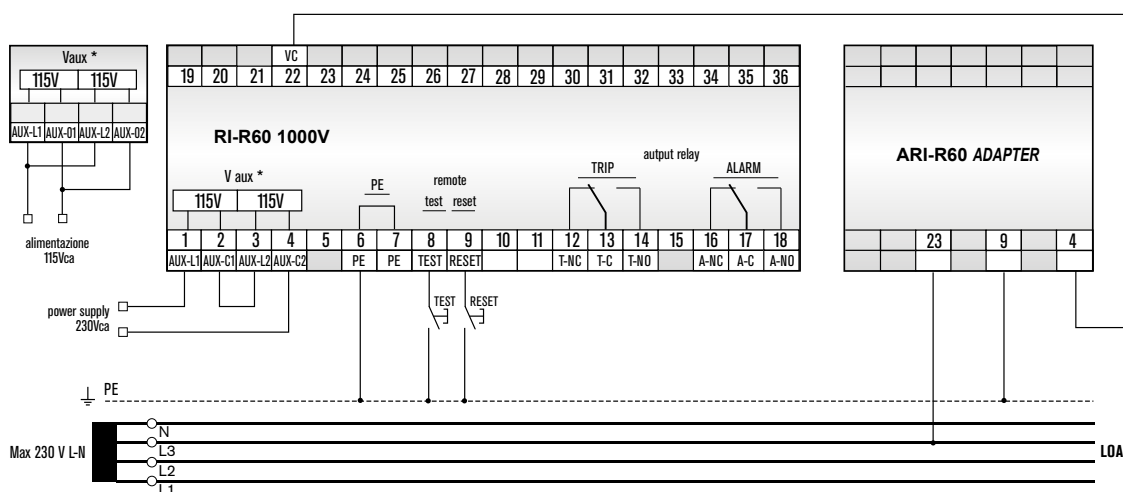 Vaux *
115V 115V
AUX-L1 AUX-01 AUX-L2 AUX-02
alimentazione
115Vca
VC
19 20 21 22 23 24 25 26 27 28 29 30 31 32 33 34 35 36
RI-R60 1000V
autput relay
V aux *
115V 115V
PE
remote
test reset
TRIP
ALARM
1 2 3 4 5 6 7 8 9 10 11 12 13 14 15 16 17 18
AUX-L1 AUX-C1 AUX-L2 AUX-C2 PE PE TEST RESET T-NC T-C T-NO A-NC A-C A-NO
ARI-R60 ADAPTER
23 9 4
power supply
230Vca
TEST RESET
PE
Max 230 V L-N
N
L3
L2
L1
LOA